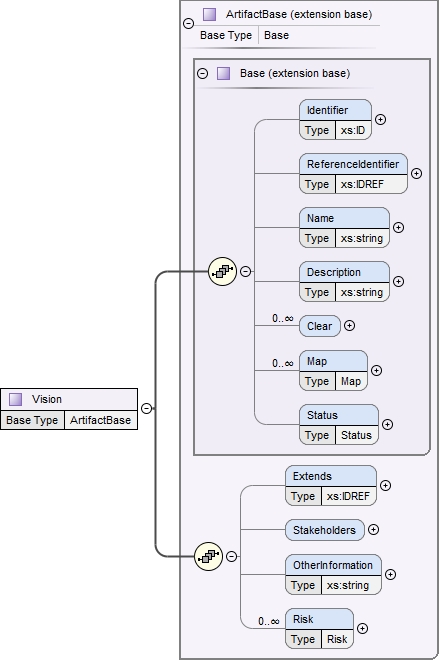 ArtifactBase (extension base)
Base Type Base
Base (extension base)
Identifier
Type xs:ID
ReferenceIdentifier
Type xs:IDREF
Name
Type xs:string
Description
Type xs:string
0..∞
Clear
0..∞
Map
Type Map
Status
Type Status
Vision
Base Type ArtifactBase
Extends
Type xs:IDREF
Stakeholders
OtherInformation
Type xs:string
0..∞
Risk
Type Risk